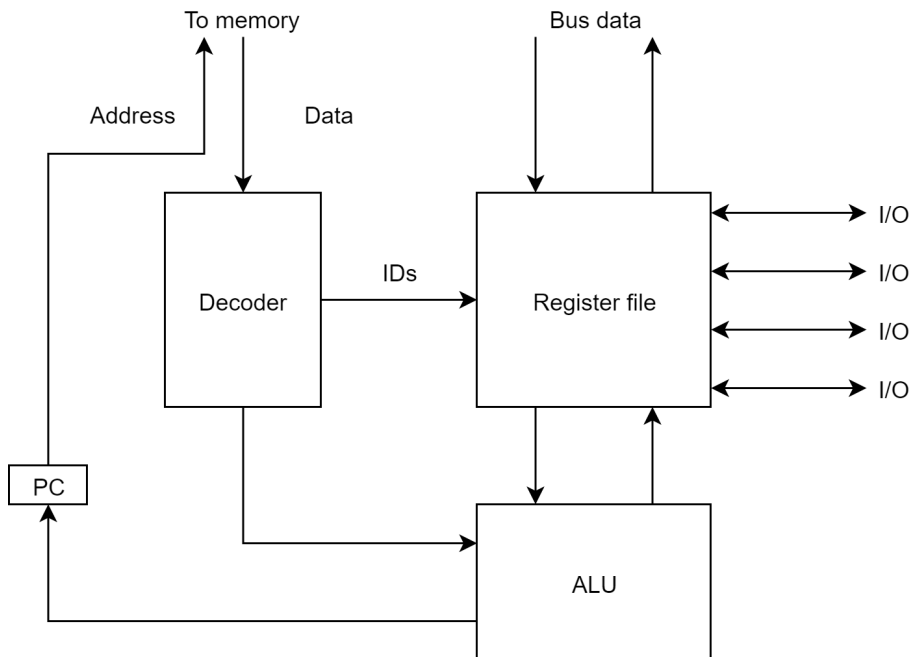 To memory
Bus data
Address
Data
I/O
IDs
I/O
Decoder
Register file
I/O
I/O
PC
ALU